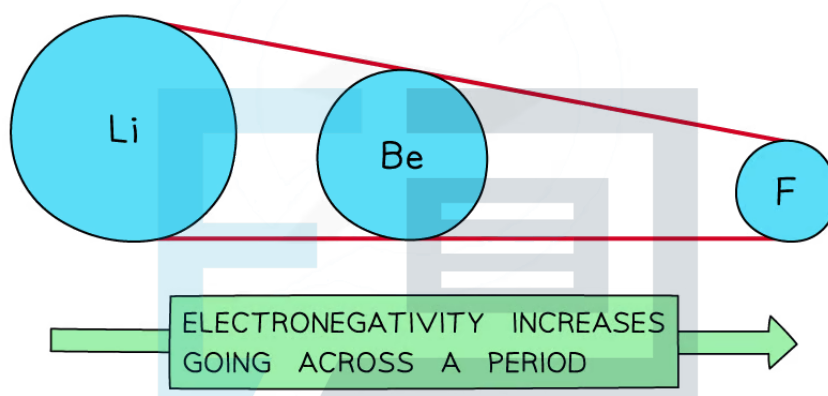 Li
Be
F
ELECTRONEGATIVITY INCREASES
GOING ACROSS A PERIOD